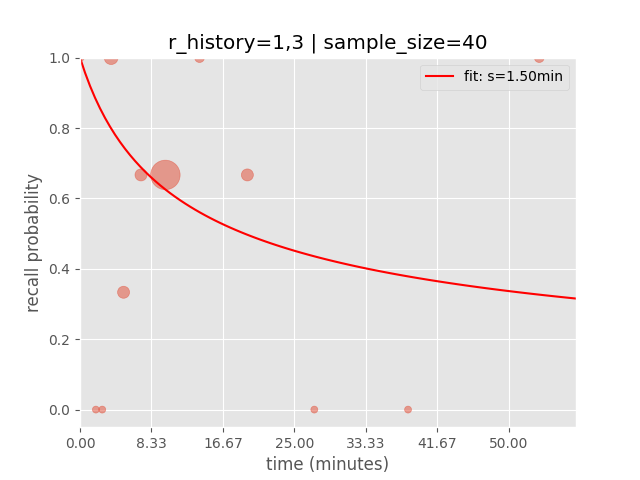 r_history=1,3 | sample_size=40
fit: s=1.50min
recall probability
1.0
0.8
0.6
0.4
0.2
0.0
0.00 8.33 16.67 25.00 33.33 41.67 50.00
time (minutes)